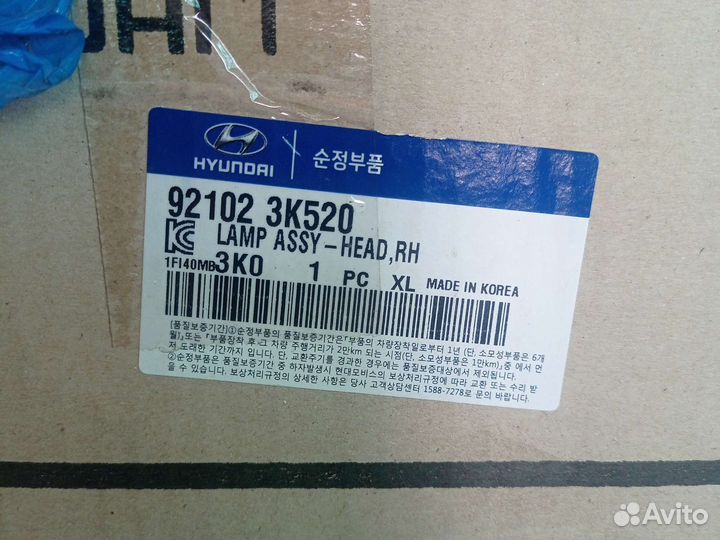 HYUNDAI 순정부품
92102 3K520
LAMP ASSY-HEAD,RH
1FI40MB 3K0 1 PC XL MADE IN KOREA
[품질보증기간]①순정부품의 품질보증기간은「부품의 차량장착일로부터 1년 (단, 소모성부품은 6개
월)」또는 「부품장착 후 그 차량 주행거리가 2만km 되는 시점(단, 소모성부품은 1만km)」중 에서 먼
저 도래한 기간까지 입니다. 단, 교환주기를 경과한 경우에는 품질보증대상에서 제외됩니다.
②순정부품은 품질보증기간 중 하자발생시 현대모비스의 보상처리규정에 따라 교환 또는 수리 받
을 수 있으며, 보상처리규정의 상세한 사항은 당사 고객상담센터 1588-7278로 문의 바랍니다.
Avito